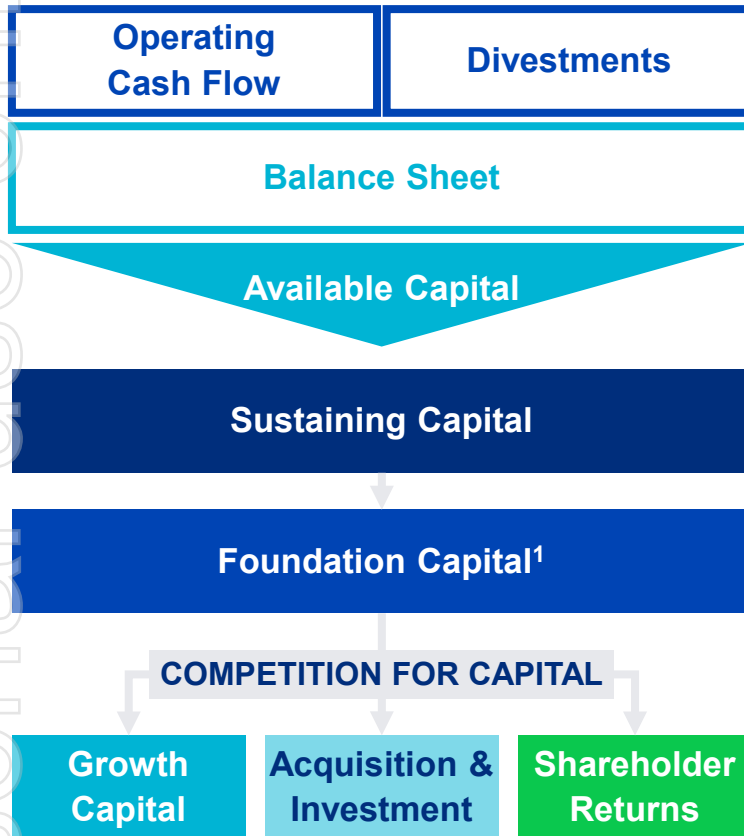 Operating
Cash Flow
Divestments
Balance Sheet
Available Capital
Sustaining Capital
Foundation Capital¹
COMPETITION FOR CAPITAL
Growth
Capital
Acquisition &
Investment
Shareholder
Returns